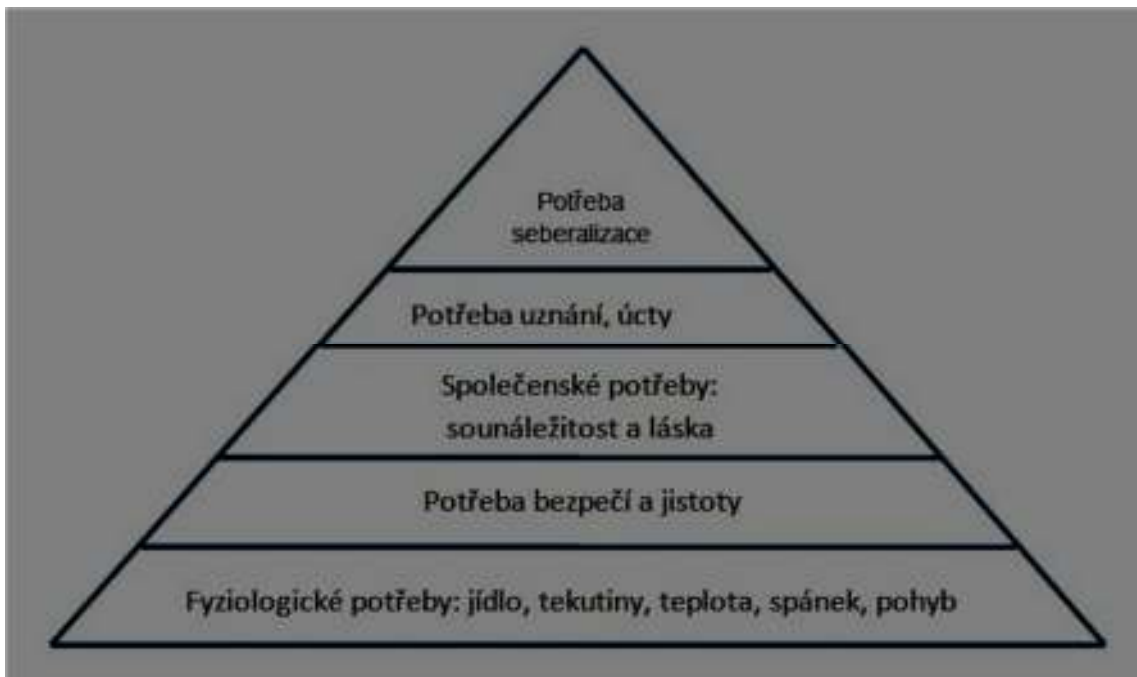 Potřeba
seberalizace
Potřeba uznání, úcty
Společenské potřeby:
sounáležitost a láska
Potřeba bezpečí a jistoty
Fyziologické potřeby: jídlo, tekutiny, teplota, spánek, pohyb